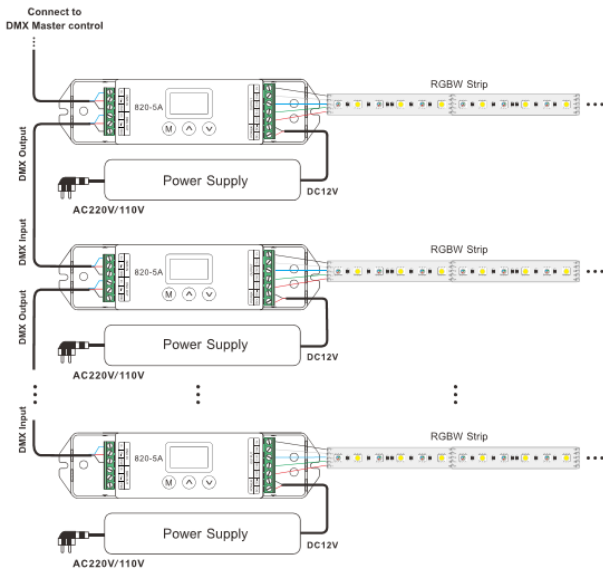 Connect to
DMX Master control
RGBW Strip
820-5A
M
DMX Output
Power Supply
DC12V
AC220V/110V
DMX Input
RGBW Strip
820-5A
M
DMX Output
Power Supply
DC12V
AC220V/110V
DMX Input
RGBW Strip
820-5A
M
Power Supply
DC12V
AC220V/110V